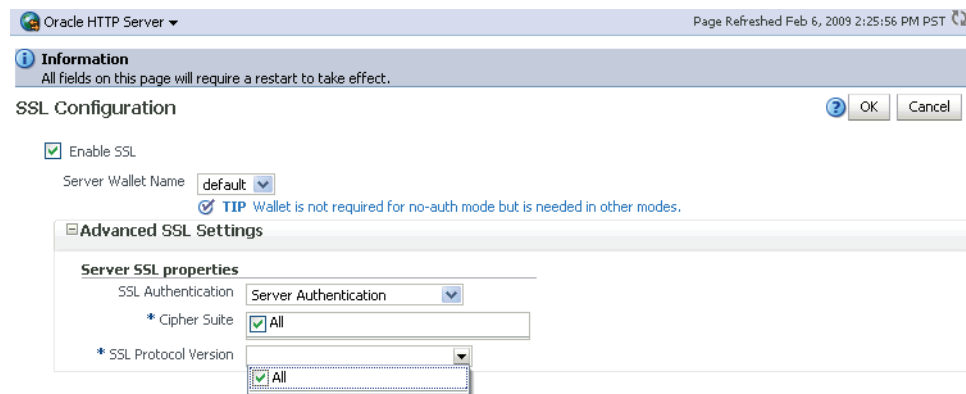 Oracle HTTP Server
Page Refreshed Feb 6, 2009 2:25:56 PM PST
Information
All fields on this page will require a restart to take effect.
SSL Configuration
OK Cancel
Enable SSL
Server Wallet Name default
TIP Wallet is not required for no-auth mode but is needed in other modes.
Advanced SSL Settings
Server SSL properties
SSL Authentication Server Authentication
* Cipher Suite All
* SSL Protocol Version
All